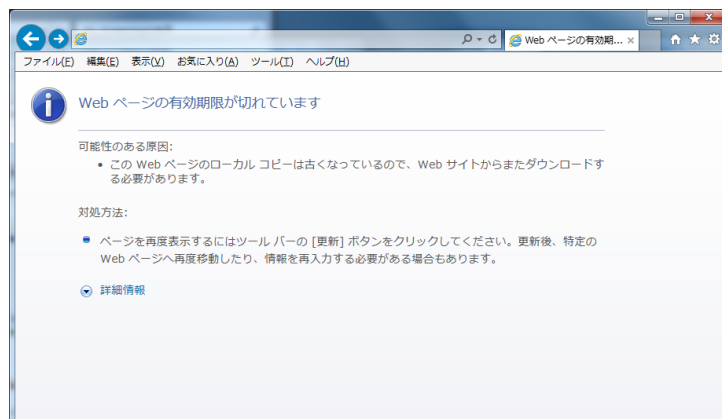 Web ページの有効期... ×
ファイル(F) 編集(E) 表示(V) お気に入り(A) ツール(T) ヘルプ(H)
Web ページの有効期限が切れています
可能性のある原因:
• この Web ページのローカル コピーは古くなっているので、Web サイトからまたダウンロードす
る必要があります。
対処方法:
ページを再度表示するにはツール バーの [更新] ボタンをクリックしてください。更新後、特定の
Web ページへ再度移動したり、情報を再入力する必要がある場合もあります。
詳細情報